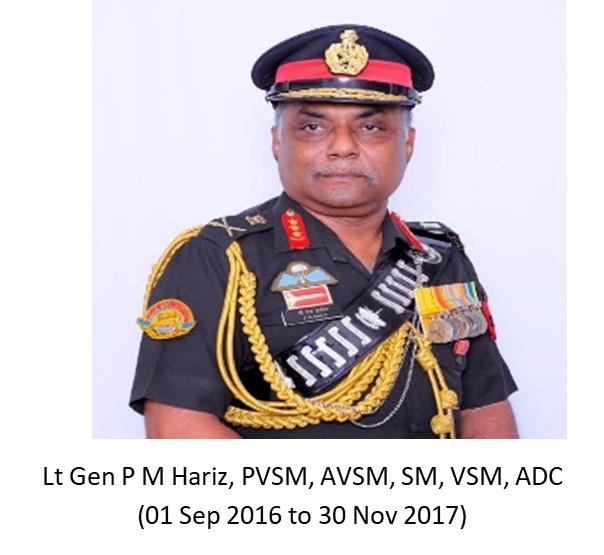 Lt Gen P M Hariz, PVSM, AVSM, SM, VSM, ADC
(01 Sep 2016 to 30 Nov 2017)